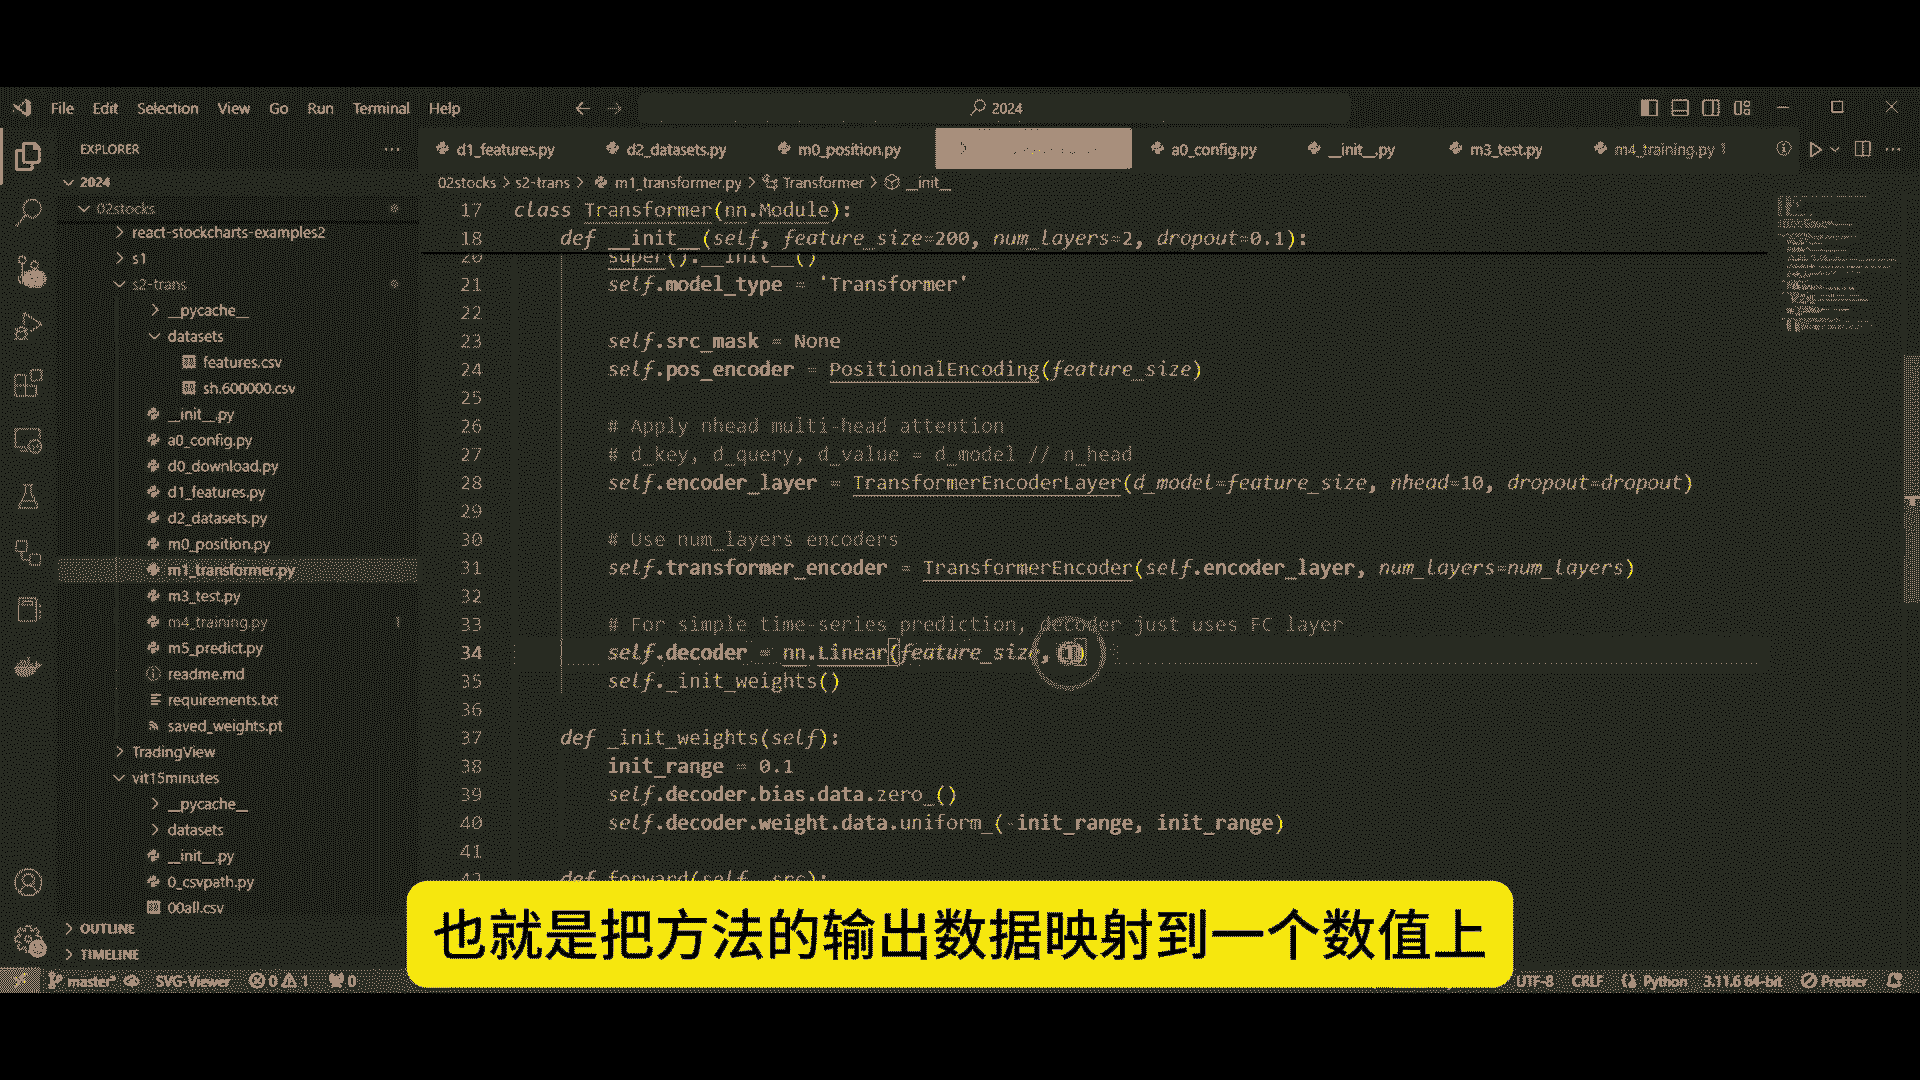 File Edit Selection View Go Run Terminal Help
2024
EXPLORER
2024
02stocks
react-stockcharts-examples2
s1
s2-trans
__pycache__
datasets
features.csv
sh.600000.csv
__init__.py
a0_config.py
d0_download.py
d1_features.py
d2_datasets.py
m0_position.py
m1_transformer.py
m3_test.py
m4_training.py 1
m5_predict.py
readme.md
requirements.txt
saved_weights.pt
TradingView
vit15minutes
__pycache__
datasets
__init__.py
0_csvpath.py
00all.csv
OUTLINE
TIMELINE
d1_features.py d2_datasets.py m0_position.py a0_config.py __init__.py m3_test.py m4_training.py 1
02stocks > s2-trans > m1_transformer.py > Transformer > __init__
17 class Transformer(nn.Module):
18 def __init__(self, feature_size=200, num_layers=2, dropout=0.1):
20 super().__init__()
21 self.model_type = 'Transformer'
22
23 self.src_mask = None
24 self.pos_encoder = PositionalEncoding(feature_size)
25
26 # Apply nhead multi-head attention
27 # d_key, d_query, d_value = d_model // n_head
28 self.encoder_layer = TransformerEncoderLayer(d_model=feature_size, nhead=10, dropout=dropout)
29
30 # Use num_layers encoders
31 self.transformer_encoder = TransformerEncoder(self.encoder_layer, num_layers=num_layers)
32
33 # For simple time-series prediction, decoder just uses FC layer
34 self.decoder = nn.Linear(feature_size, 1)
35 self._init_weights()
36
37 def _init_weights(self):
38 init_range = 0.1
39 self.decoder.bias.data.zero_()
40 self.decoder.weight.data.uniform_(-init_range, init_range)
41
42 def forward(self, src):
也就是把方法的输出数据映射到一个数值上
master* SVG-Viewer 0 1 0 UTF-8 CRLF Python 3.11.6 64-bit Prettier